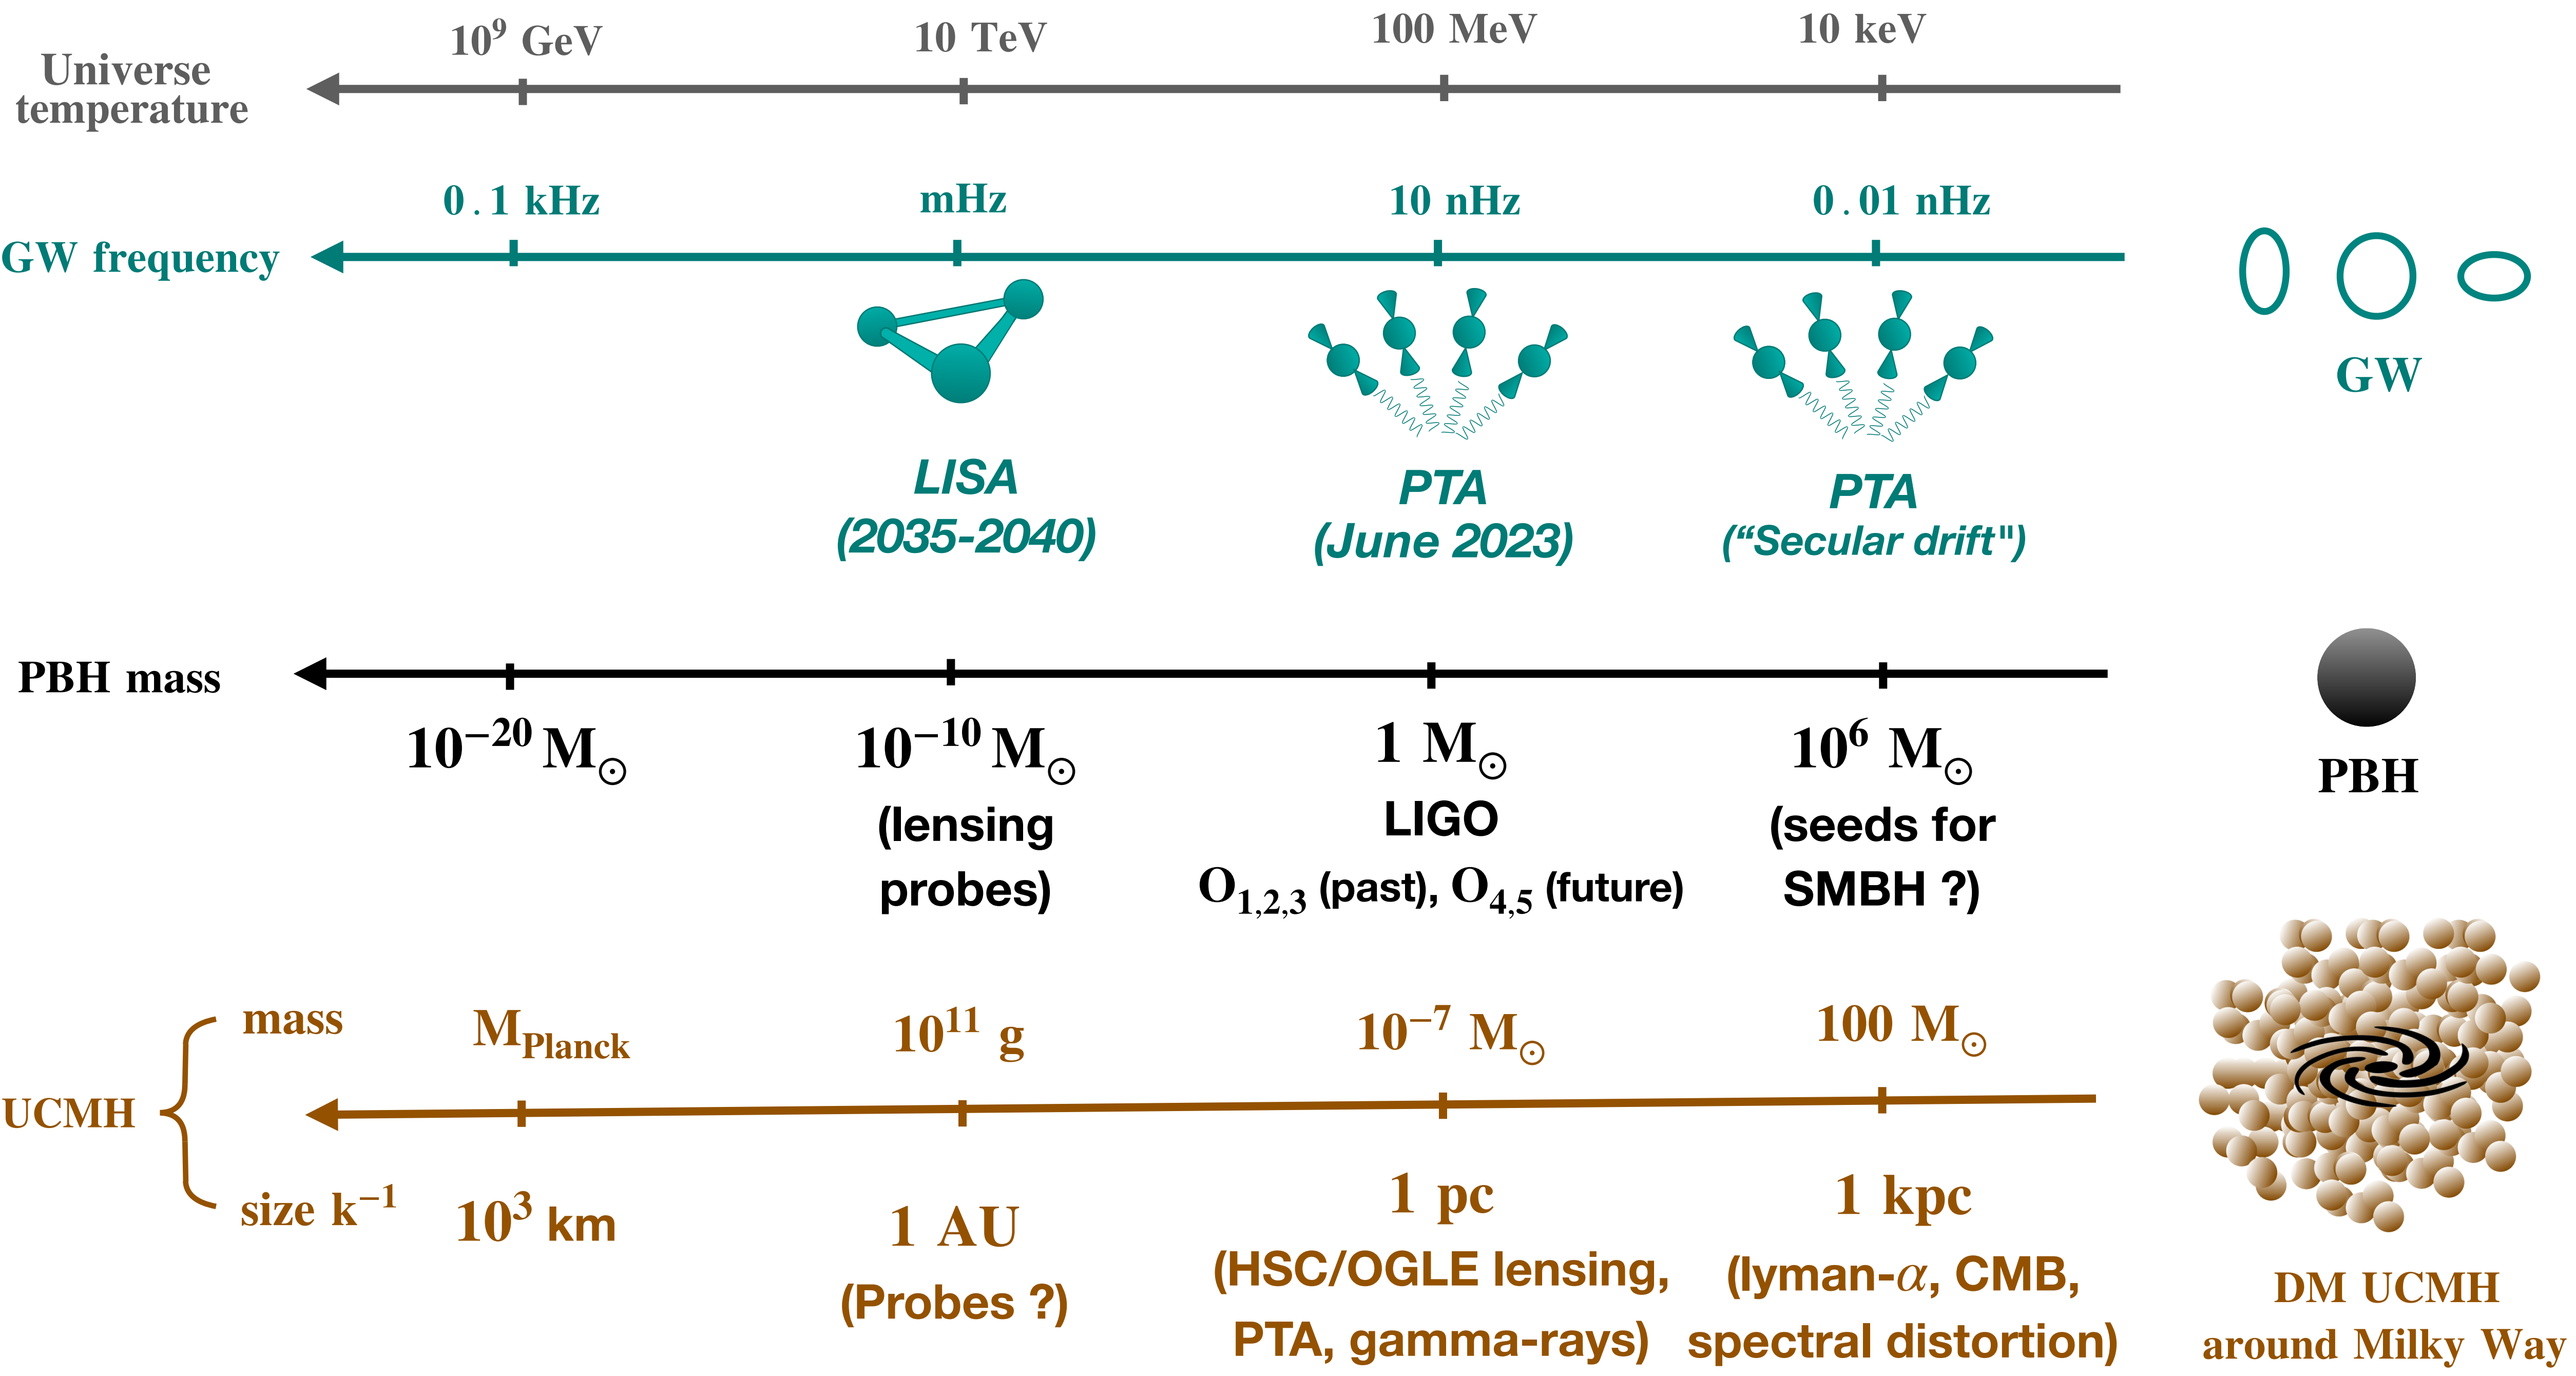 Universe
temperature
10⁹ GeV
10 TeV
100 MeV
10 keV
GW frequency
0.1 kHz
mHz
10 nHz
0.01 nHz
LISA
(2035-2040)
PTA
(June 2023)
PTA
(“Secular drift")
GW
PBH mass
10⁻²⁰ M☉
10⁻¹⁰ M☉
(lensing
probes)
1 M☉
LIGO
O₁,₂,₃ (past), O₄,₅ (future)
10⁶ M☉
(seeds for
SMBH ?)
PBH
UCMH
mass
M_Planck
10¹¹ g
10⁻⁷ M☉
100 M☉
size k⁻¹
10³ km
1 AU
(Probes ?)
1 pc
(HSC/OGLE lensing,
PTA, gamma-rays)
1 kpc
(lyman-α, CMB,
spectral distortion)
DM UCMH
around Milky Way